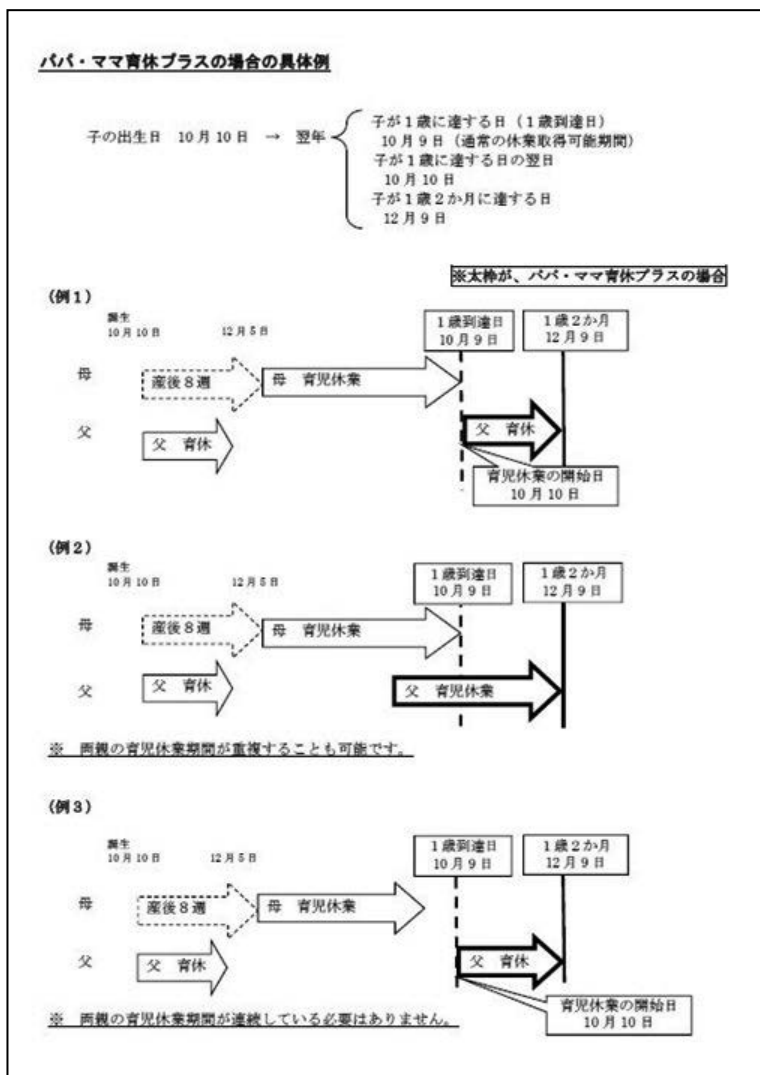 パパ・ママ育休プラスの場合の具体例
子が1歳に達する日（1歳到達日）
子の出生日 10月10日 → 翌年
10月9日（通常の休業取得可能期間）
子が1歳に達する日の翌日
10月10日
子が1歳2か月に達する日
12月9日
※太枠が、パパ・ママ育休プラスの場合
（例1）
誕生
10月10日 12月5日
1歳到達日
10月9日
1歳2か月
12月9日
母 産後8週 母 育児休業
父 父 育休 父 育休
育児休業の開始日
10月10日
（例2）
誕生
10月10日 12月5日
1歳到達日
10月9日
1歳2か月
12月9日
母 産後8週 母 育児休業
父 父 育休 父 育児休業
※ 両親の育児休業期間が重複することも可能です。
（例3）
誕生
10月10日 12月5日
1歳到達日
10月9日
1歳2か月
12月9日
母 産後8週 母 育児休業
父 父 育休 父 育休
育児休業の開始日
10月10日
※ 両親の育児休業期間が連続している必要はありません。